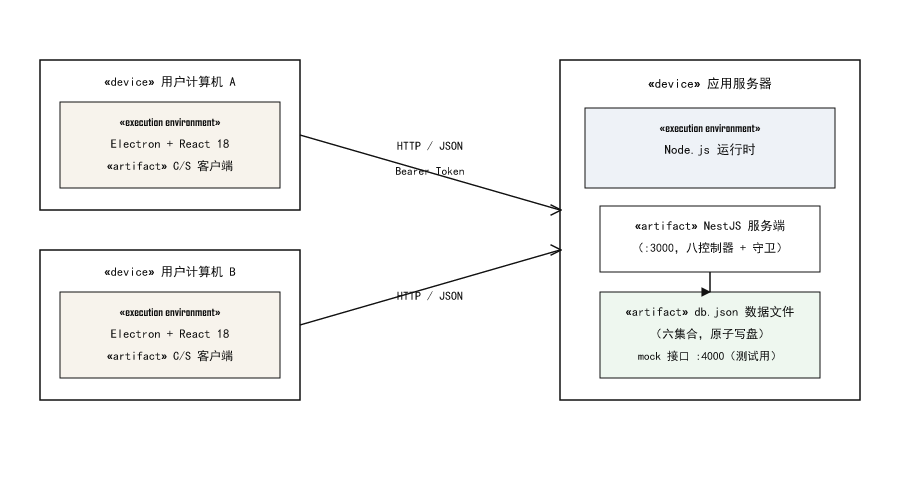 «device» 用户计算机 A
«execution environment»
Electron + React 18
«artifact» C/S 客户端
HTTP / JSON
Bearer Token
«device» 用户计算机 B
«execution environment»
Electron + React 18
«artifact» C/S 客户端
HTTP / JSON
«device» 应用服务器
«execution environment»
Node.js 运行时
«artifact» NestJS 服务端
（:3000，八控制器 + 守卫）
«artifact» db.json 数据文件
（六集合，原子写盘）
mock 接口 :4000（测试用）